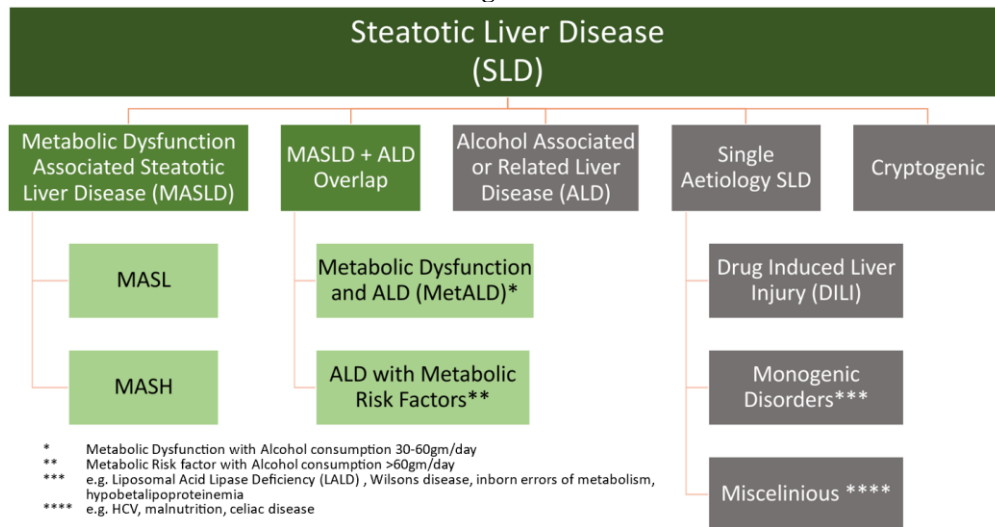 Steatotic Liver Disease
(SLD)
Metabolic Dysfunction
Associated Steatotic
Liver Disease (MASLD)
MASLD + ALD
Overlap
Alcohol Associated
or Related Liver
Disease (ALD)
Single
Aetiology SLD
Cryptogenic
MASL
MASH
Metabolic Dysfunction
and ALD (MetALD)*
ALD with Metabolic
Risk Factors**
Drug Induced Liver
Injury (DILI)
Monogenic
Disorders***
Miscelinious ****
* Metabolic Dysfunction with Alcohol consumption 30-60gm/day
** Metabolic Risk factor with Alcohol consumption >60gm/day
*** e.g. Liposomal Acid Lipase Deficiency (LALD) , Wilsons disease, inborn errors of metabolism,
hypobetalipoproteinemia
**** e.g. HCV, malnutrition, celiac disease